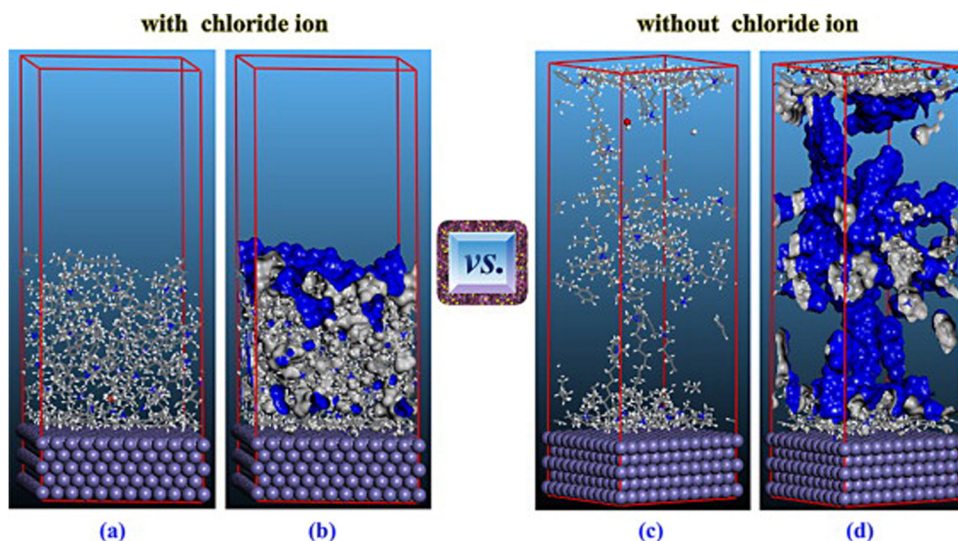 with chloride ion
without chloride ion
vs.
(a)
(b)
(c)
(d)